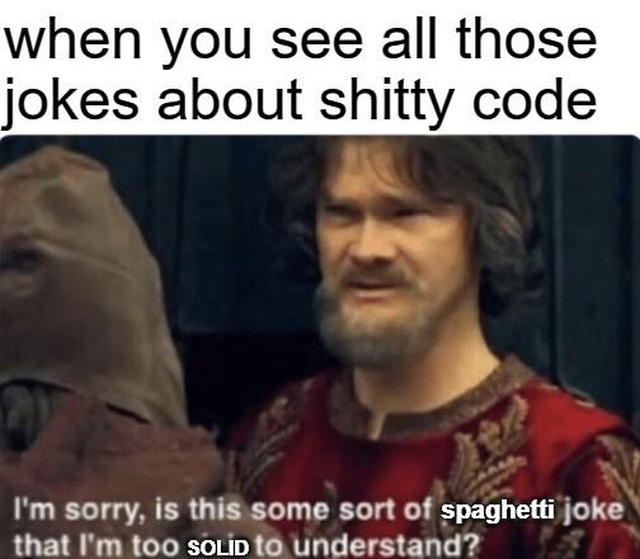 when you see all those
jokes about shitty code
I'm sorry, is this some sort of spaghetti joke
that I'm too SOLID to understand?